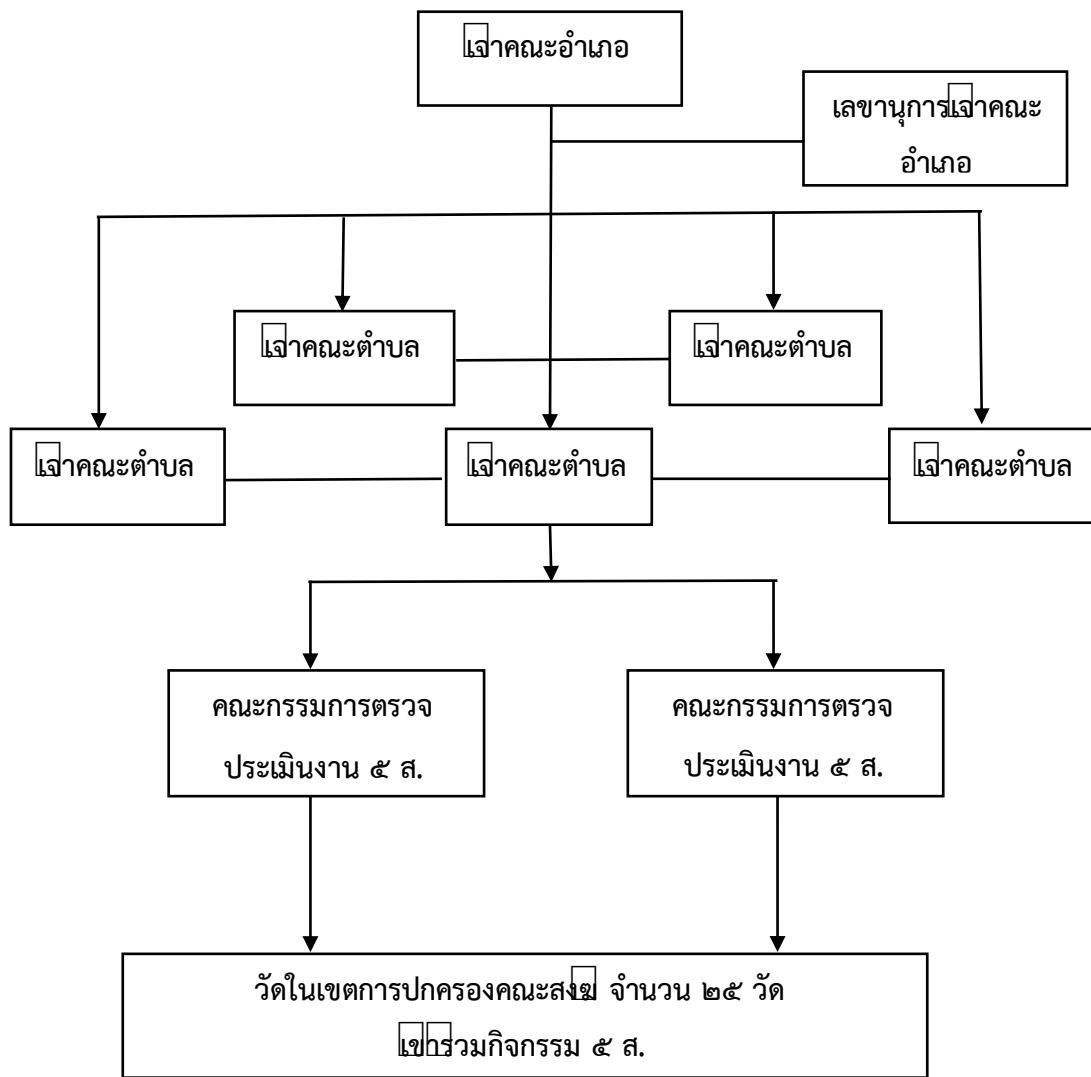 เจาคณะอำเภอ
เลขานุการเจาคณะ
อำเภอ
เจาคณะตำบล
เจาคณะตำบล
เจาคณะตำบล
เจาคณะตำบล
เจาคณะตำบล
คณะกรรมการตรวจ
ประเมินงาน ๕ ส.
คณะกรรมการตรวจ
ประเมินงาน ๕ ส.
วัดในเขตการปกครองคณะสงฆ จำนวน ๒๕ วัด
เขารวมกิจกรรม ๕ ส.